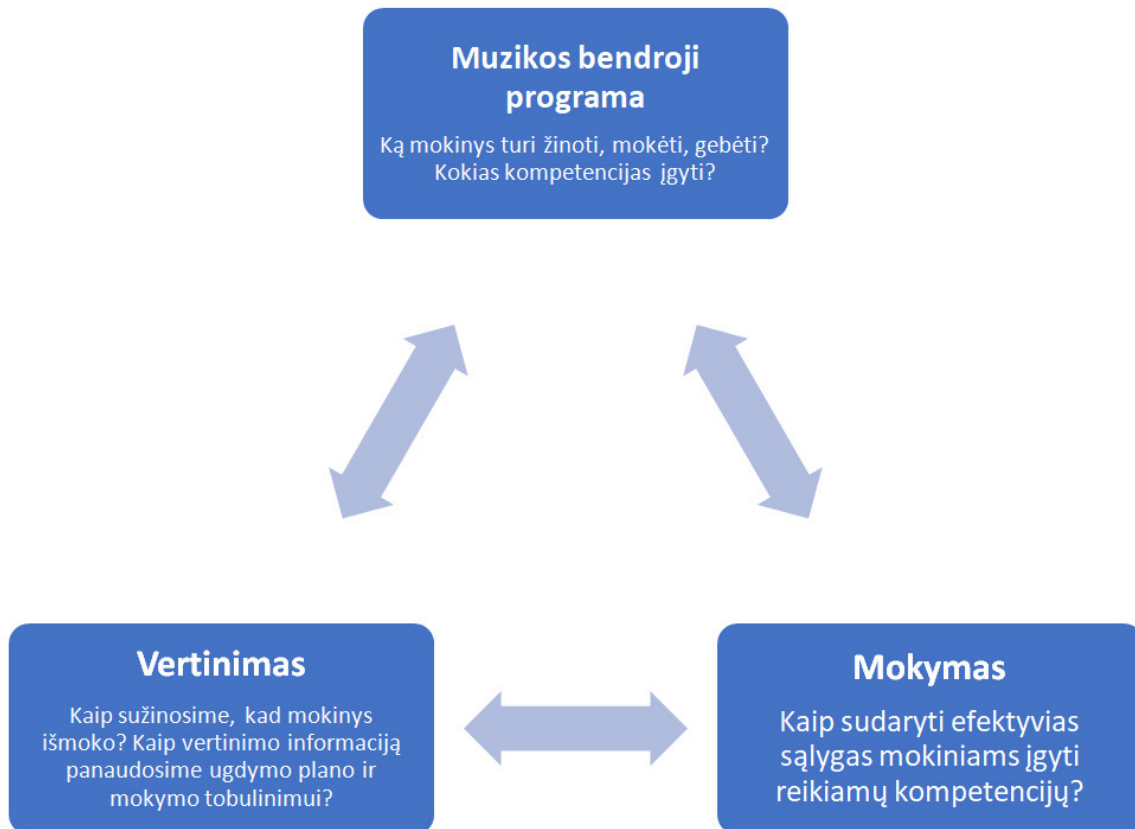 Muzikos bendroji
programa
Ką mokinys turi žinoti, mokėti, gebėti?
Kokias kompetencijas įgyti?
Vertinimas
Kaip sužinosime, kad mokinys
išmoko? Kaip vertinimo informaciją
panaudosime ugdymo plano ir
mokymo tobulinimui?
Mokymas
Kaip sudaryti efektyvias
sąlygas mokiniams įgyti
reikiamų kompetencijų?